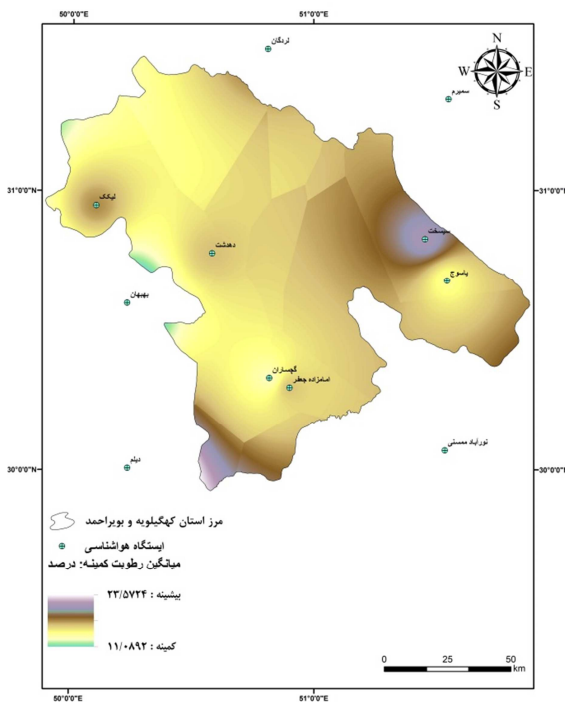 50°0'0"E 51°0'0"E
N
W E
S
لردگان
سمیرم
31°0'0"N 31°0'0"N
لیکک
سیسخت
دهدشت
یاسوج
بهبهان
گچساران
امامزاده جعفر
نورآباد ممسنی
دیلم
30°0'0"N 30°0'0"N
مرز استان کهگیلویه و بویراحمد
ایستگاه هواشناسی
میانگین رطوبت کمینه: درصد
بیشینه : ۲۳/۵۷۲۴
کمینه : ۱۱/۰۸۹۲
0 25 50
km
50°0'0"E 51°0'0"E